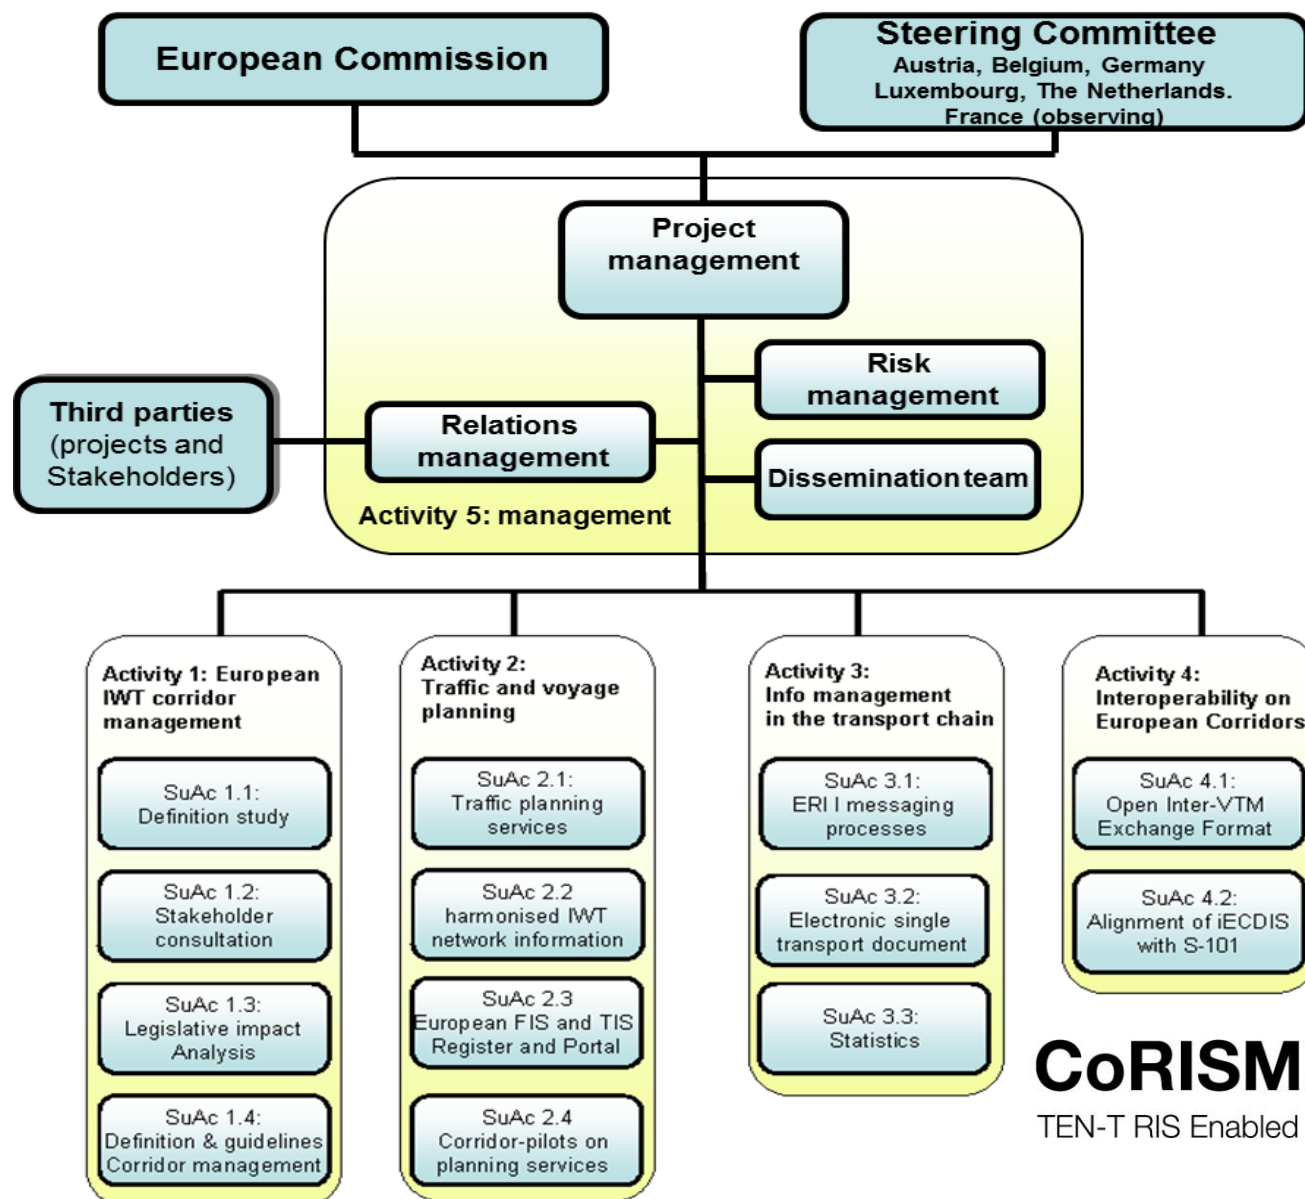 European Commission
Steering Committee
Austria, Belgium, Germany
Luxembourg, The Netherlands.
France (observing)
Project
management
Risk
management
Third parties
(projects and
Stakeholders)
Relations
management
Dissemination team
Activity 5: management
Activity 1: European
IWT corridor
management
SuAc 1.1:
Definition study
SuAc 1.2:
Stakeholder
consultation
SuAc 1.3:
Legislative impact
Analysis
SuAc 1.4:
Definition & guidelines
Corridor management
Activity 2:
Traffic and voyage
planning
SuAc 2.1:
Traffic planning
services
SuAc 2.2
harmonised IWT
network information
SuAc 2.3
European FIS and TIS
Register and Portal
SuAc 2.4
Corridor-pilots on
planning services
Activity 3:
Info management
in the transport chain
SuAc 3.1:
ERI I messaging
processes
SuAc 3.2:
Electronic single
transport document
SuAc 3.3:
Statistics
Activity 4:
Interoperability on
European Corridors
SuAc 4.1:
Open Inter-VTM
Exchange Format
SuAc 4.2:
Alignment of iECDIS
with S-101
CoRISM
TEN-T RIS Enabled